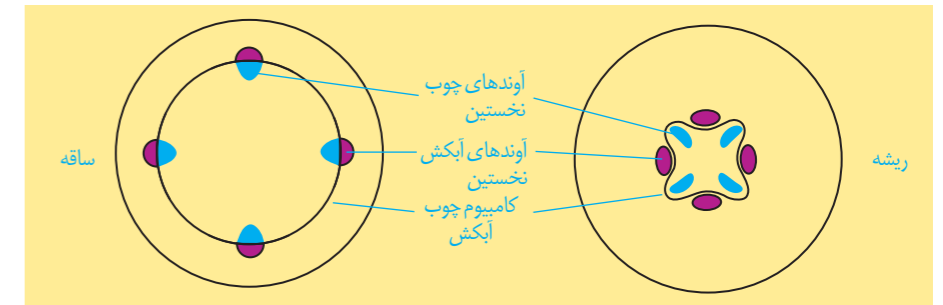 آوندهای چوب
نخستین
آوندهای آبکش
نخستین
کامبیوم چوب
آبکش
ریشه
ساقه